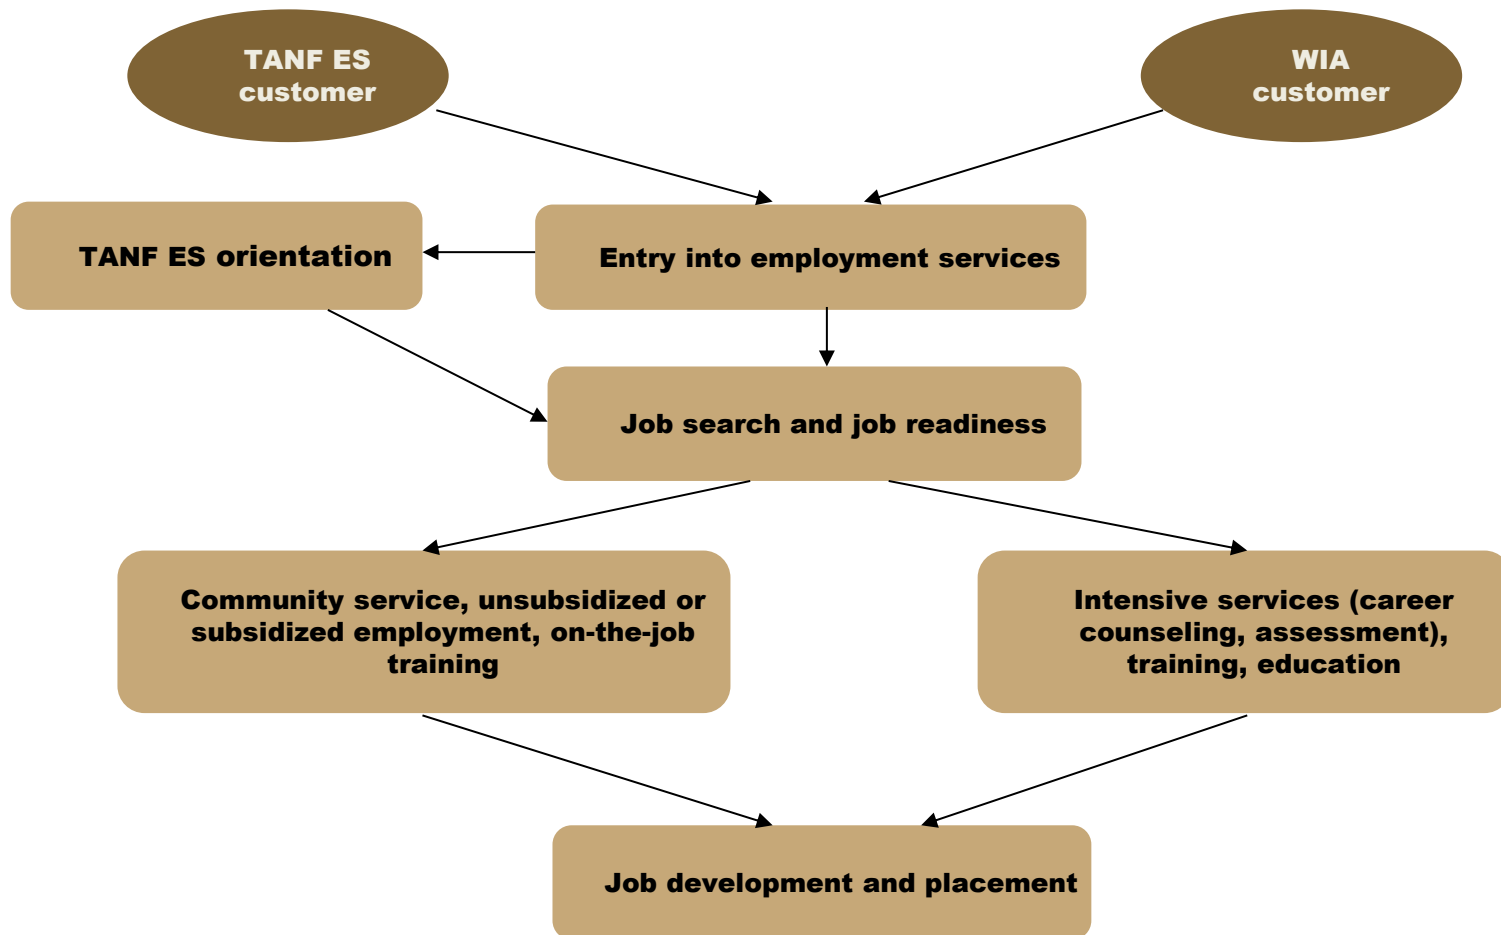 TANF ES
customer
WIA
customer
TANF ES orientation
Entry into employment services
Job search and job readiness
Community service, unsubsidized or
subsidized employment, on-the-job
training
Intensive services (career
counseling, assessment),
training, education
Job development and placement